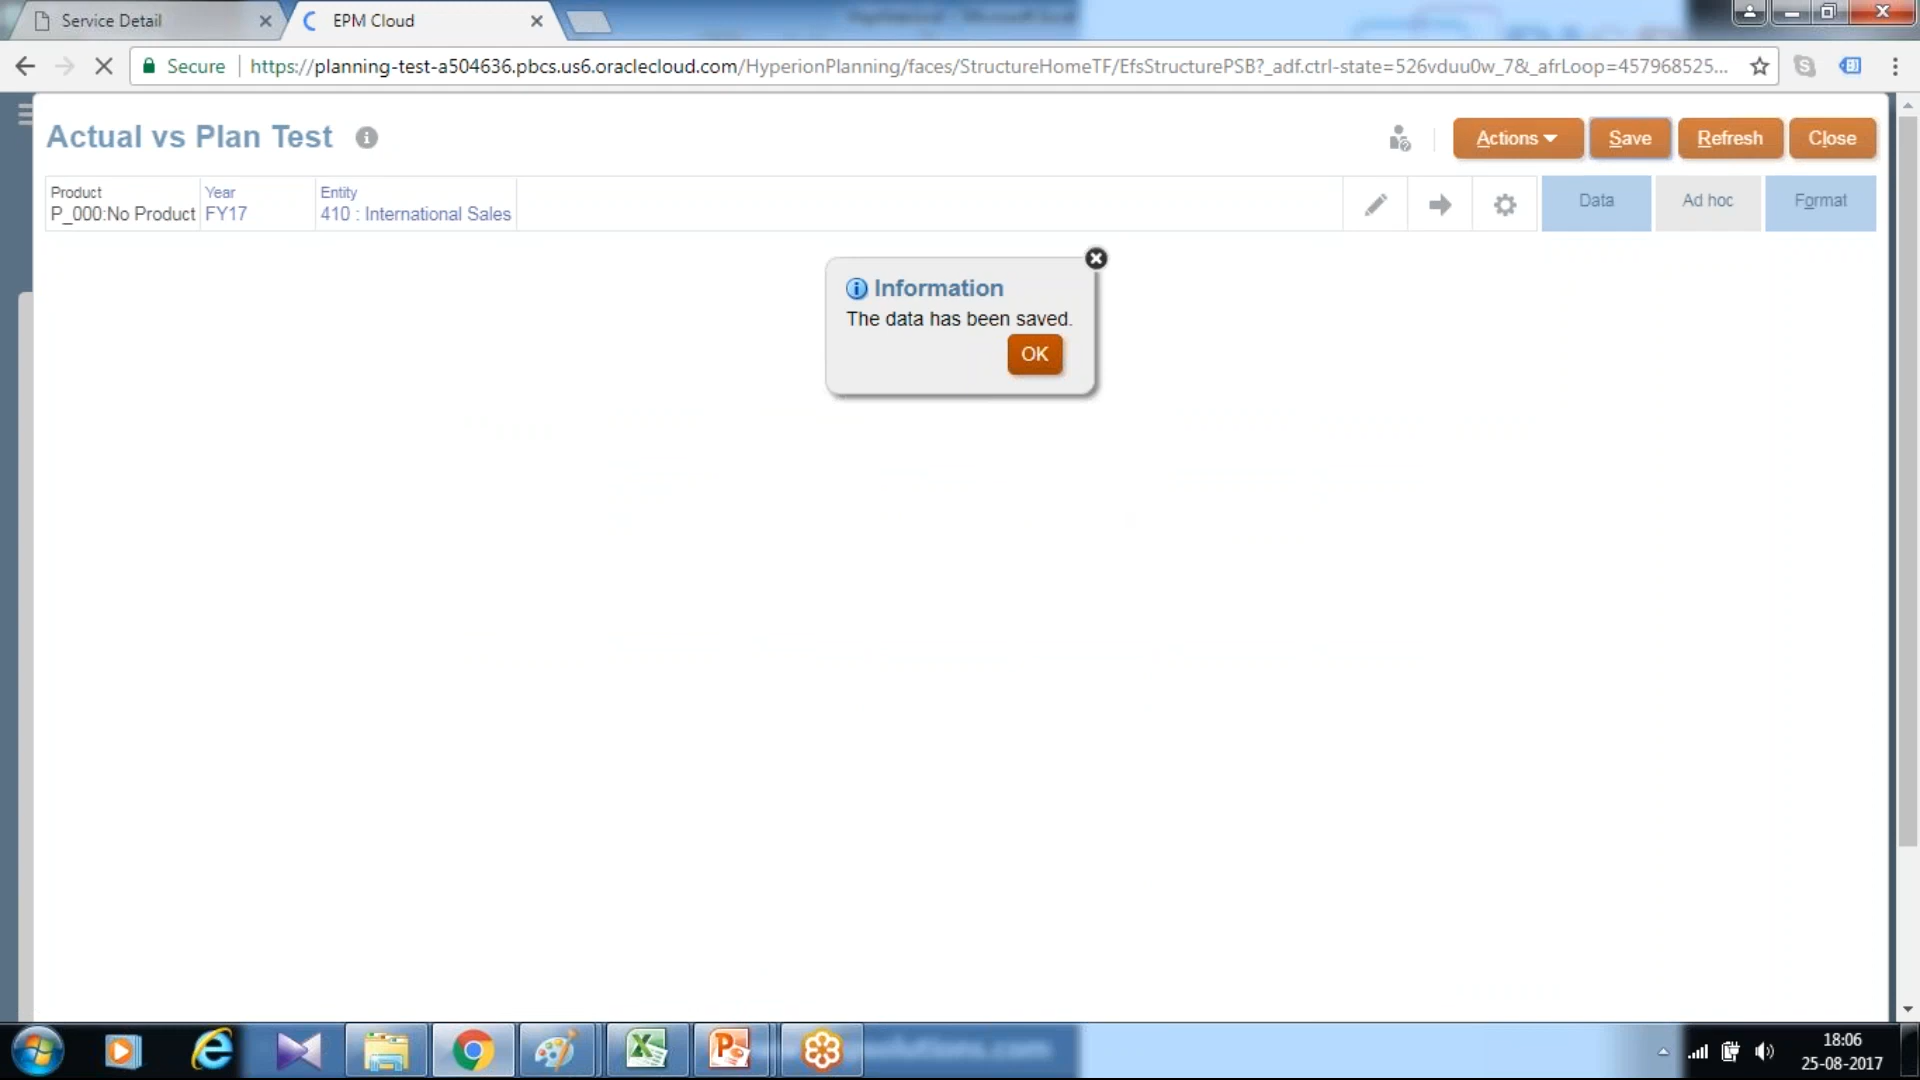 Service Detail
EPM Cloud
Secure
https://planning-test-a504636.pbcs.us6.oraclecloud.com/HyperionPlanning/faces/StructureHomeTF/EfsStructurePSB?_adf.ctrl-state=526vduu0w_7&_afrLoop=457968525...
Actual vs Plan Test
Actions
Save
Refresh
Close
Product
P_000:No Product
Year
FY17
Entity
410 : International Sales
Data
Ad hoc
Format
Information
The data has been saved.
OK
18:06
25-08-2017